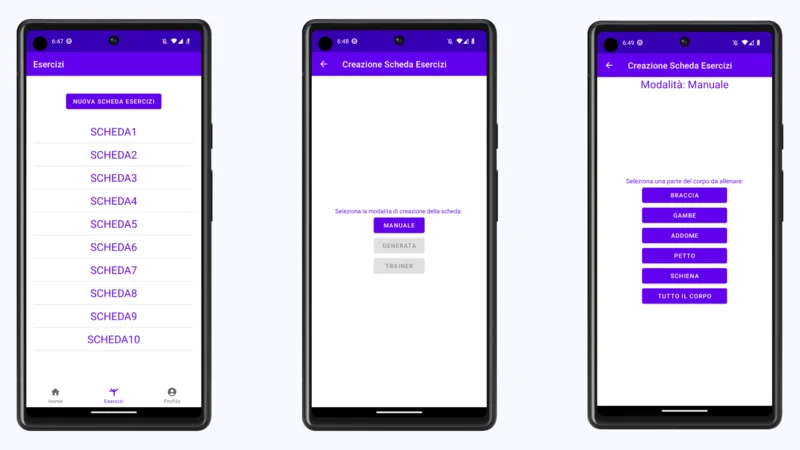 6:47
Esercizi
NUOVA SCHEDA ESERCIZI
SCHEDA1
SCHEDA2
SCHEDA3
SCHEDA4
SCHEDA5
SCHEDA6
SCHEDA7
SCHEDA8
SCHEDA9
SCHEDA10
Home
Esercizi
Profilo
6:48
Creazione Scheda Esercizi
Seleziona la modalita di creazione della scheda:
MANUALE
GENERATA
TRAINER
6:49
Creazione Scheda Esercizi
Modalità: Manuale
Seleziona una parte del corpo da allenare:
BRACCIA
GAMBE
ADDOME
PETTO
SCHIENA
TUTTO IL CORPO